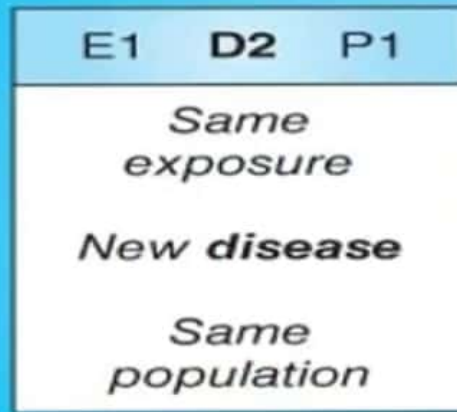 E1 D2 P1
Same
exposure
New disease
Same
population